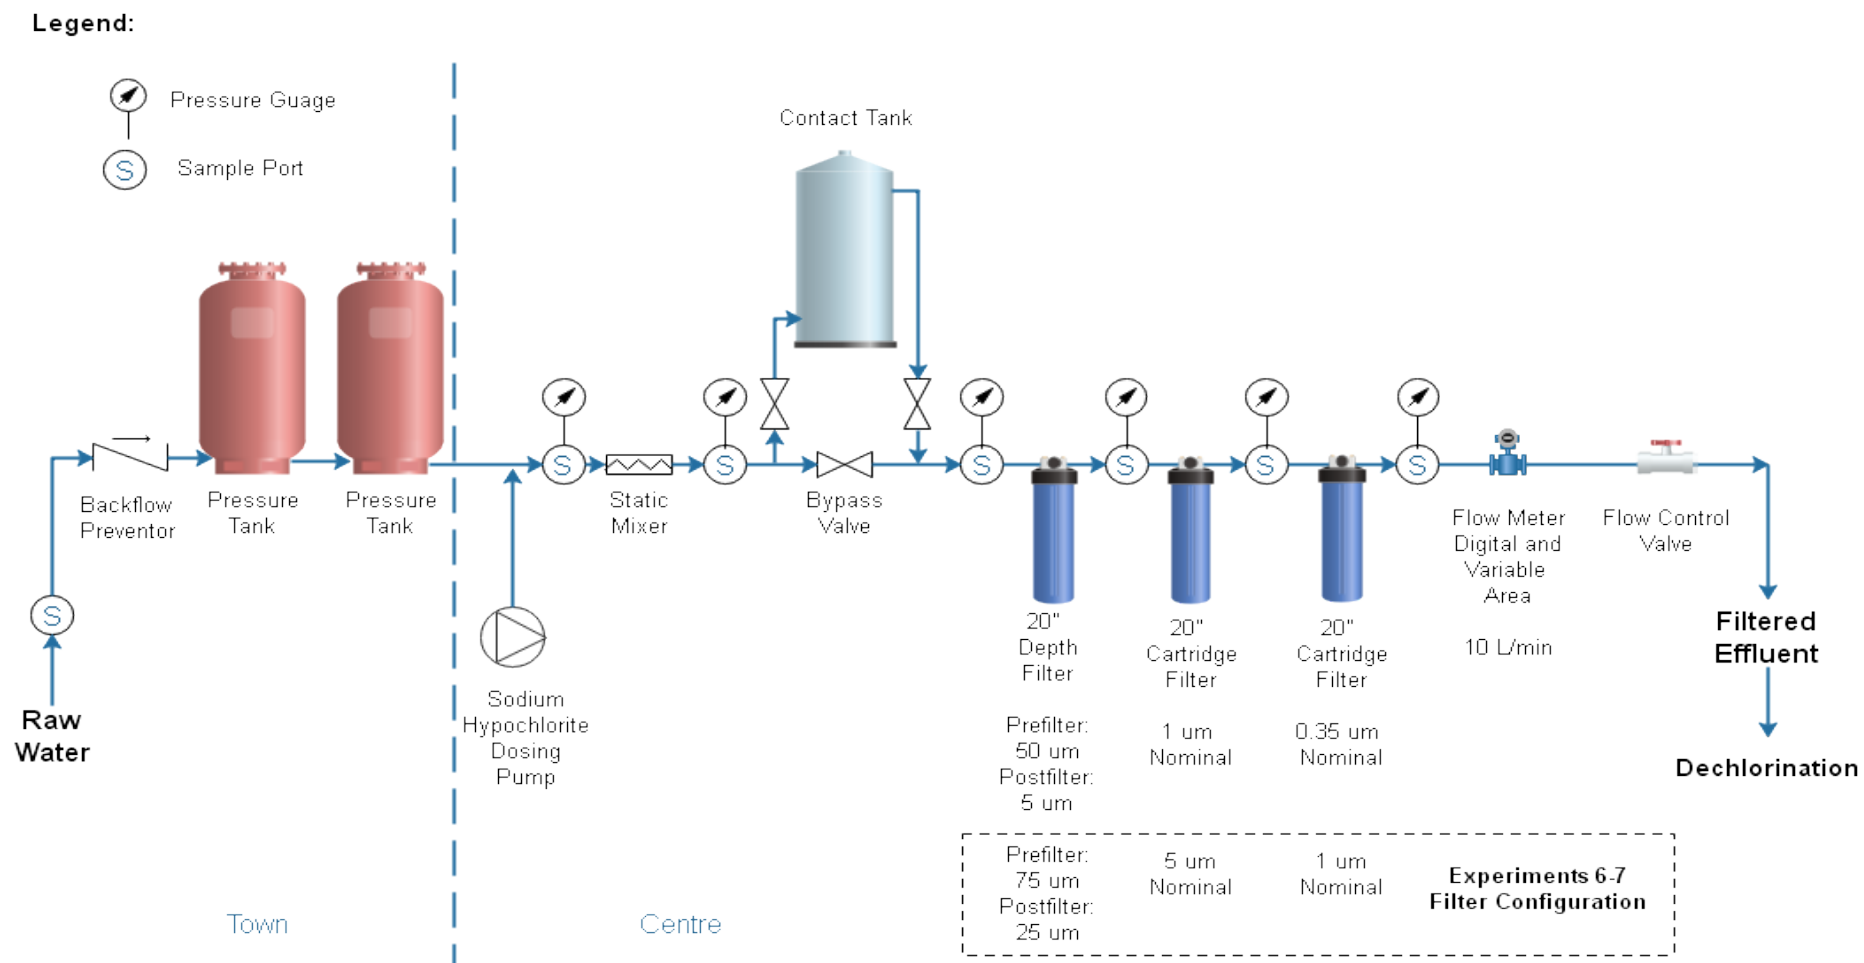 Legend:
Pressure Guage
S
Sample Port
Contact Tank
Backflow
Preventor
Pressure
Tank
Pressure
Tank
S
Static
Mixer
S
Bypass
Valve
S
S
S
S
Flow Meter
Digital and
Variable
Area
10 L/min
Flow Control
Valve
S
Raw
Water
Sodium
Hypochlorite
Dosing
Pump
20"
Depth
Filter
Prefilter:
50 um
Postfilter:
5 um
20"
Cartridge
Filter
1 um
Nominal
20"
Cartridge
Filter
0.35 um
Nominal
Filtered
Effluent
Dechlorination
Prefilter:
75 um
Postfilter:
25 um
5 um
Nominal
1 um
Nominal
Experiments 6-7
Filter Configuration
Town
Centre